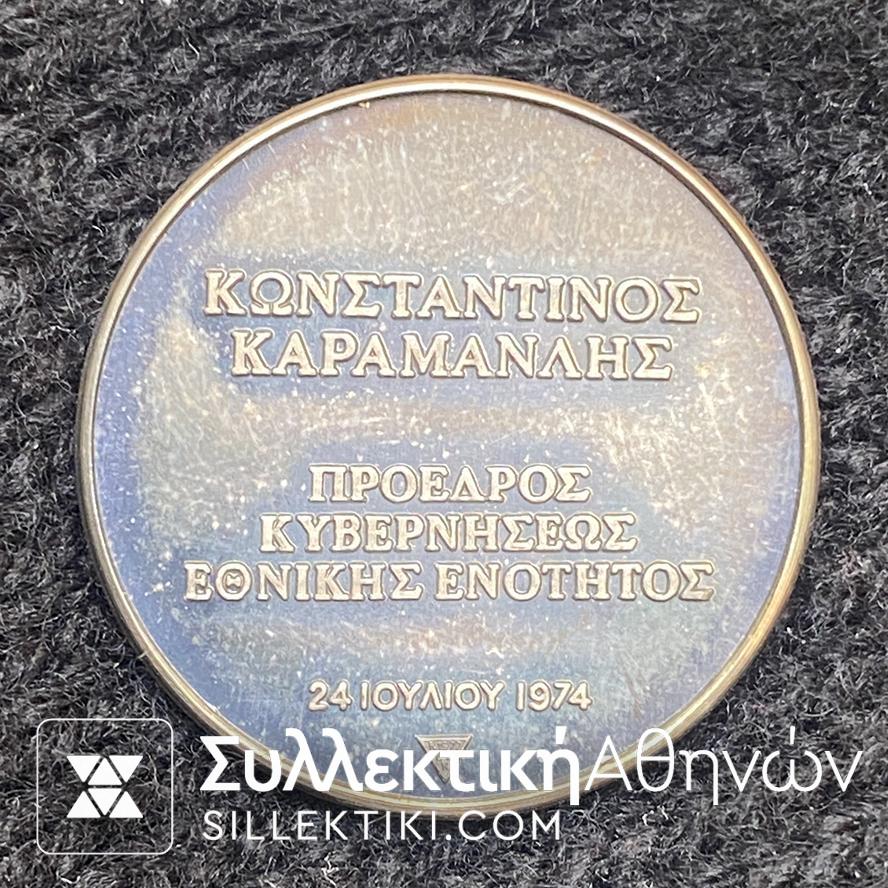 ΚΩΝΣΤΑΝΤΙΝΟΣ
ΚΑΡΑΜΑΝΛΗΣ
ΠΡΟΕΔΡΟΣ
ΚΥΒΕΡΝΗΣΕΩΣ
ΕΘΝΙΚΗΣ ΕΝΟΤΗΤΟΣ
24 ΙΟΥΛΙΟΥ 1974
ΣυλλεκτικήΑθηνών
SILLEKTIKI.COM